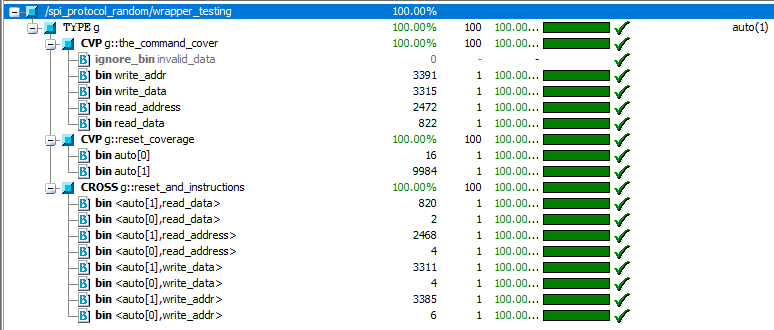 /spi_protocol_random/wrapper_testing 100.00%
TYPE g 100.00% 100 100.00... auto(1)
CVP g::the_command_cover 100.00% 100 100.00...
B ignore_bin invalid_data 0 - -
B bin write_addr 3391 1 100.00...
B bin write_data 3315 1 100.00...
B bin read_address 2472 1 100.00...
B bin read_data 822 1 100.00...
CVP g::reset_coverage 100.00% 100 100.00...
B bin auto[0] 16 1 100.00...
B bin auto[1] 9984 1 100.00...
CROSS g::reset_and_instructions 100.00% 100 100.00...
B bin <auto[1],read_data> 820 1 100.00...
B bin <auto[0],read_data> 2 1 100.00...
B bin <auto[1],read_address> 2468 1 100.00...
B bin <auto[0],read_address> 4 1 100.00...
B bin <auto[1],write_data> 3311 1 100.00...
B bin <auto[0],write_data> 4 1 100.00...
B bin <auto[1],write_addr> 3385 1 100.00...
B bin <auto[0],write_addr> 6 1 100.00...